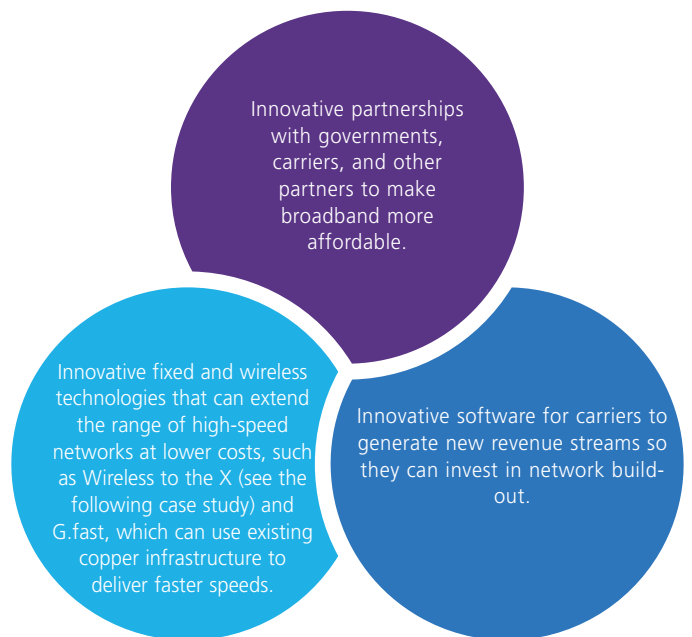 Innovative partnerships
with governments,
carriers, and other
partners to make
broadband more
affordable.
Innovative fixed and wireless
technologies that can extend
the range of high-speed
networks at lower costs, such
as Wireless to the X (see the
following case study) and
G.fast, which can use existing
copper infrastructure to
deliver faster speeds.
Innovative software for carriers to
generate new revenue streams so
they can invest in network build-
out.